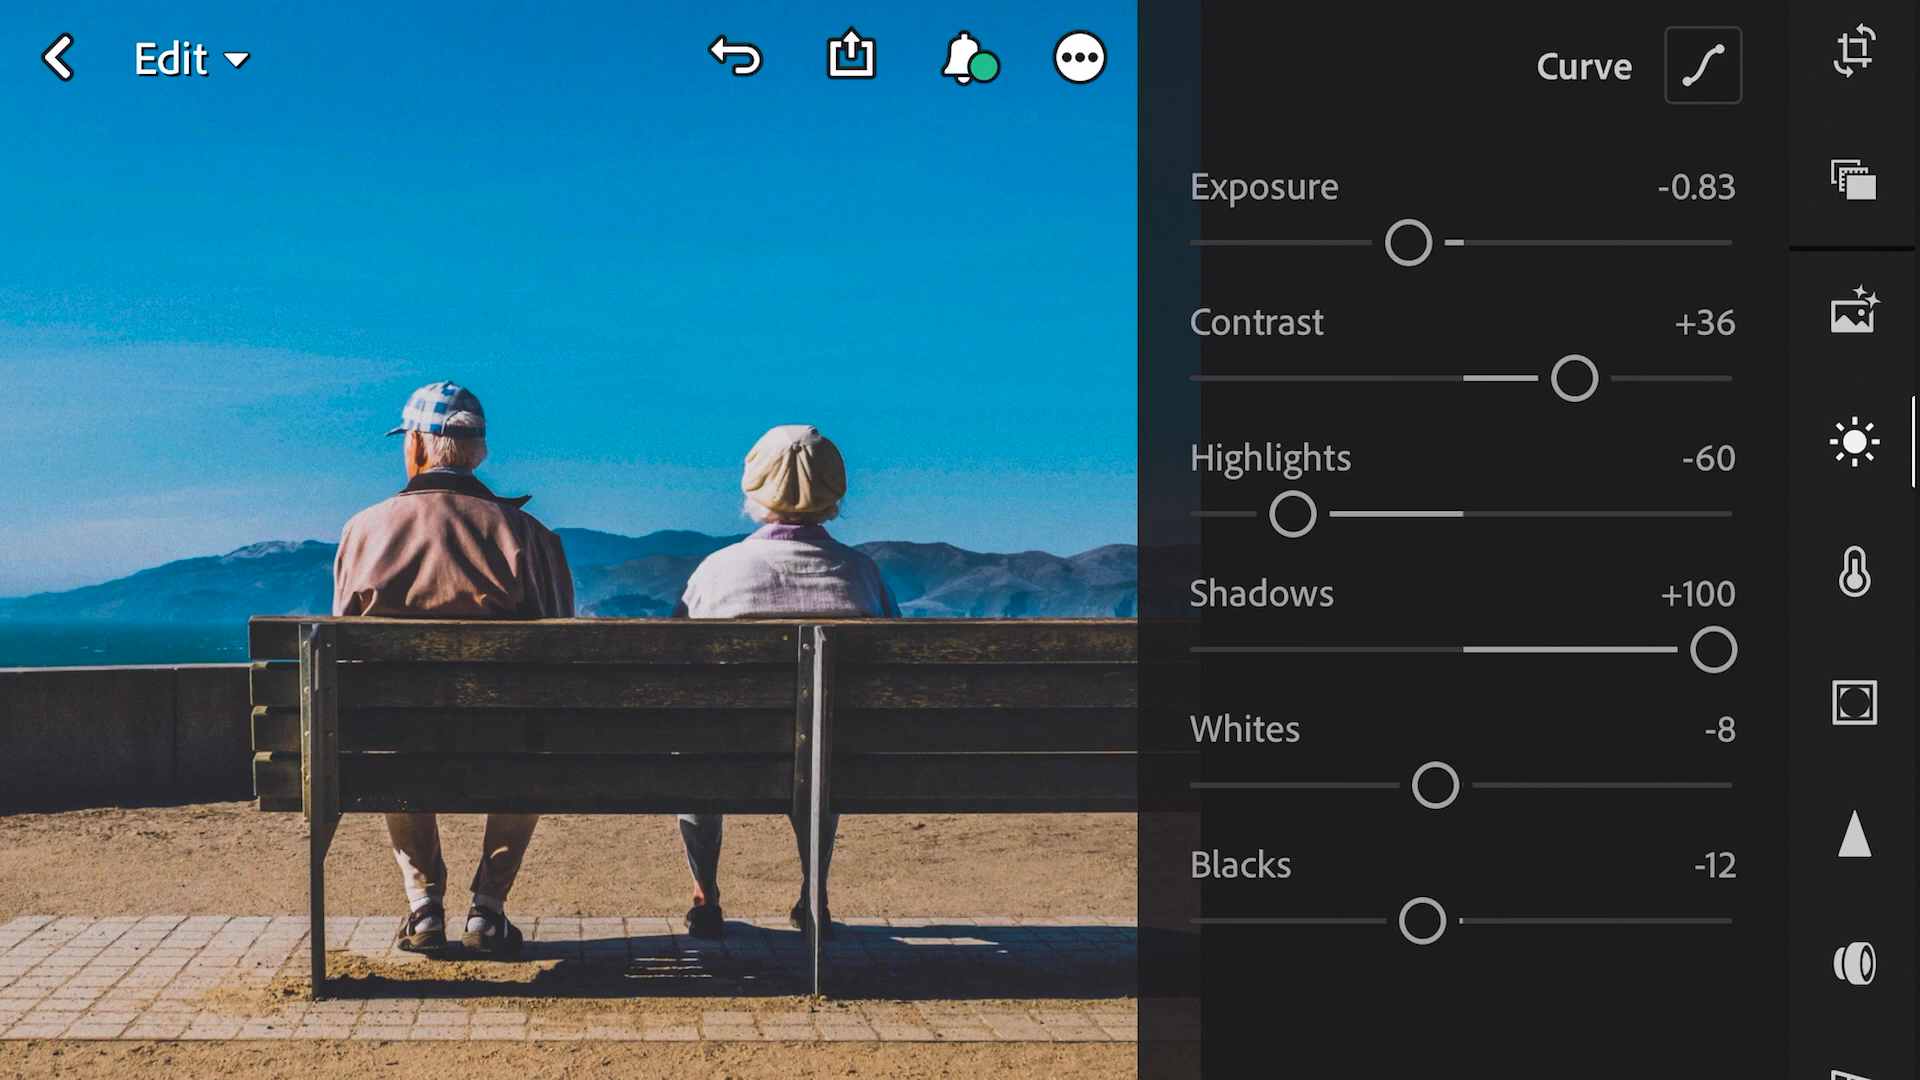 Edit
Curve
Exposure -0.83
Contrast +36
Highlights -60
Shadows +100
Whites -8
Blacks -12